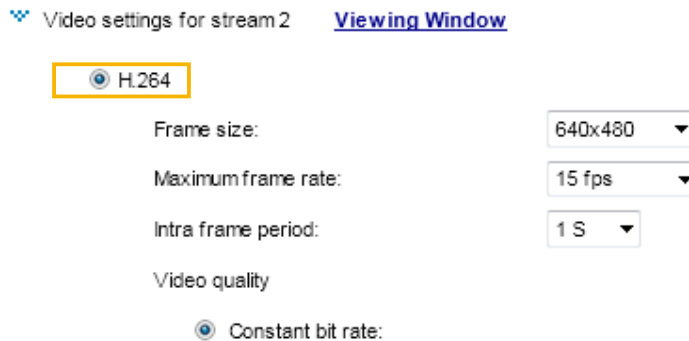 Video settings for stream 2 Viewing Window
H.264
Frame size: 640x480
Maximum frame rate: 15 fps
Intra frame period: 1 S
Video quality
Constant bit rate: